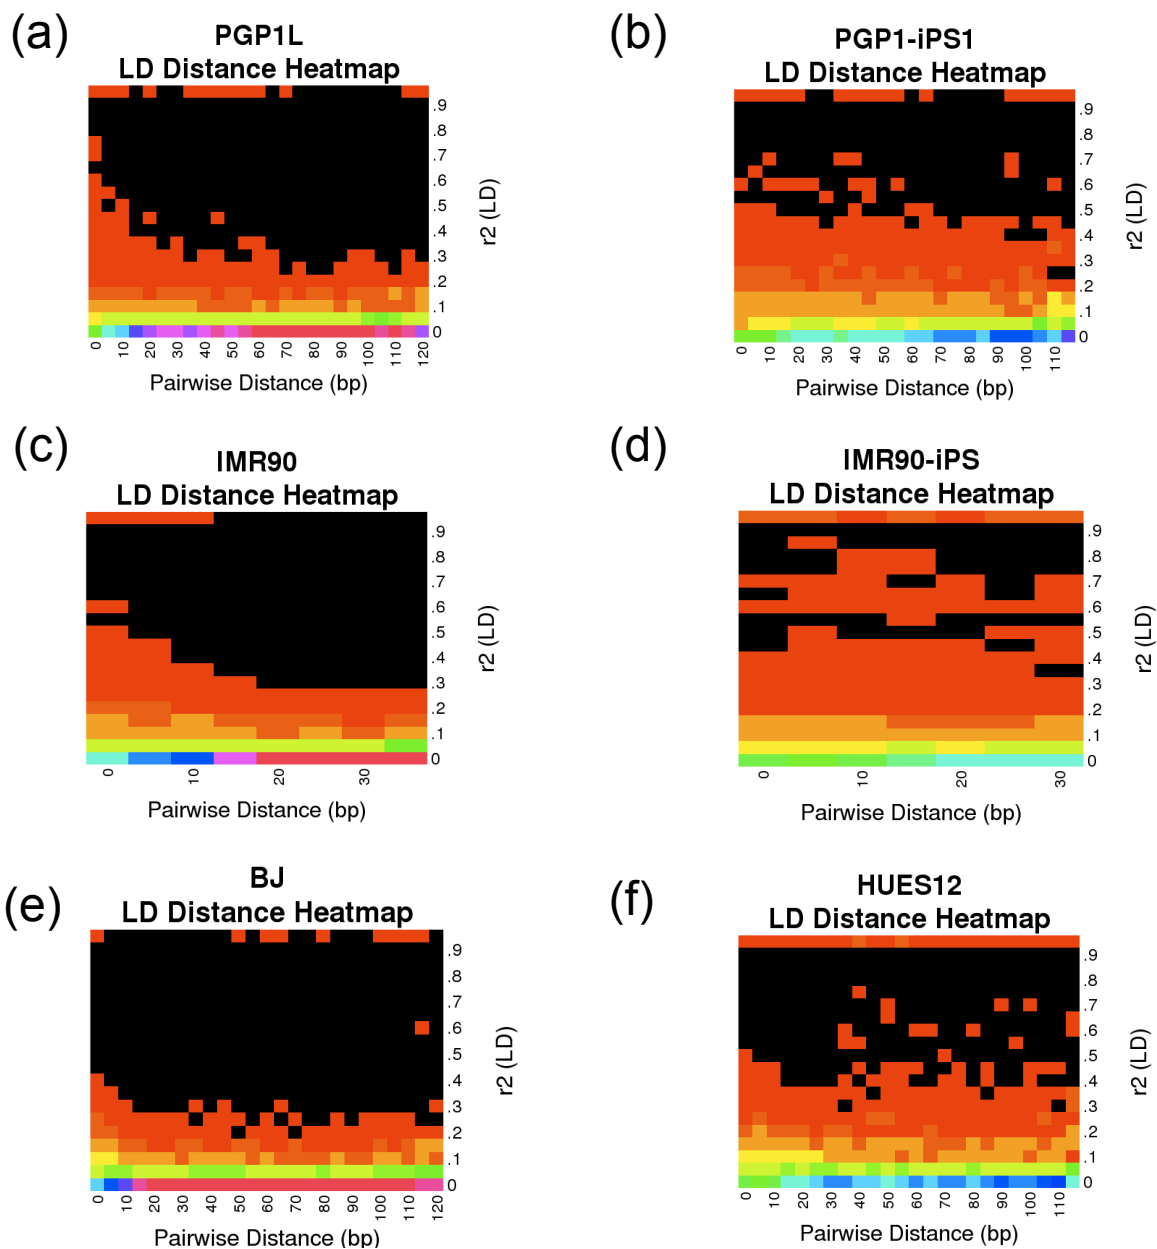 (a)
PGP1L
LD Distance Heatmap
.9
.8
.7
.6
.5
.4
.3
.2
.1
0
r2 (LD)
0 10 20 30 40 50 60 70 80 90 100 110 120
Pairwise Distance (bp)
(b)
PGP1-iPS1
LD Distance Heatmap
.9
.8
.7
.6
.5
.4
.3
.2
.1
0
r2 (LD)
0 10 20 30 40 50 60 70 80 90 100 110
Pairwise Distance (bp)
(c)
IMR90
LD Distance Heatmap
.9
.8
.7
.6
.5
.4
.3
.2
.1
0
r2 (LD)
0 10 20 30
Pairwise Distance (bp)
(d)
IMR90-iPS
LD Distance Heatmap
.9
.8
.7
.6
.5
.4
.3
.2
.1
0
r2 (LD)
0 10 20 30
Pairwise Distance (bp)
(e)
BJ
LD Distance Heatmap
.9
.8
.7
.6
.5
.4
.3
.2
.1
0
r2 (LD)
0 10 20 30 40 50 60 70 80 90 100 110 120
Pairwise Distance (bp)
(f)
HUES12
LD Distance Heatmap
.9
.8
.7
.6
.5
.4
.3
.2
.1
0
r2 (LD)
0 10 20 30 40 50 60 70 80 90 100 110
Pairwise Distance (bp)